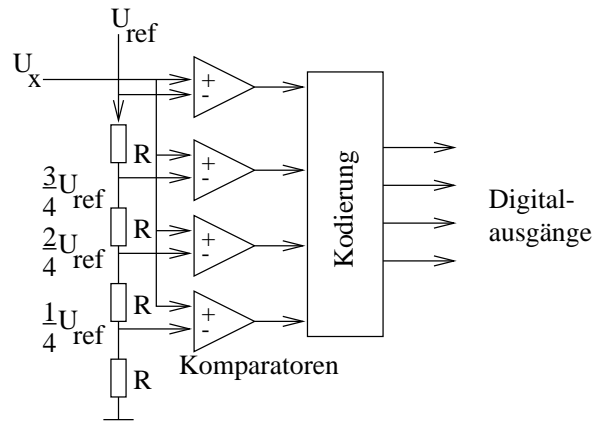 U_ref
U_x
+
-
R
+
-
3/4 U_ref
R
+
-
2/4 U_ref
R
+
-
1/4 U_ref
R
Komparatoren
Kodierung
Digital-
ausgänge